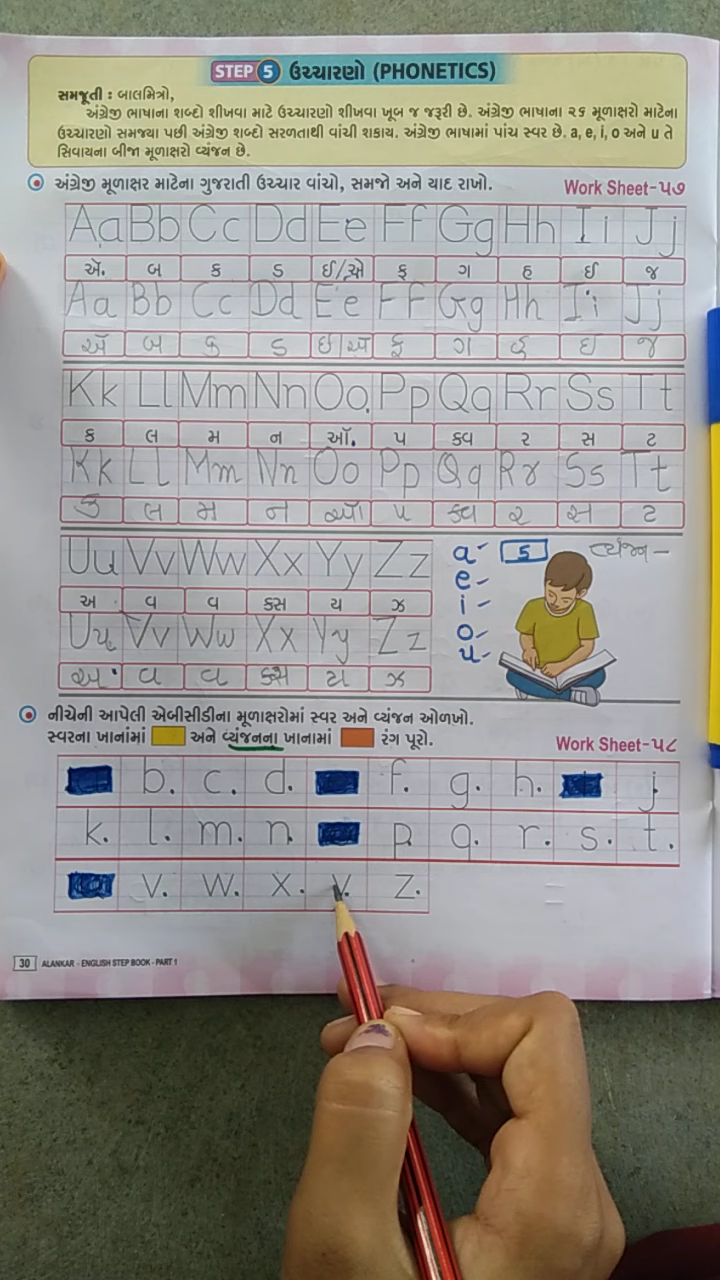 STEP 5 ઉચ્ચારણો (PHONETICS)
સમજૂતી : બાલમિત્રો,
અંગ્રેજી ભાષાના શબ્દો શીખવા માટે ઉચ્ચારણો શીખવા ખૂબ જ જરૂરી છે. અંગ્રેજી ભાષાના ૨૬ મૂળાક્ષરો માટેના
ઉચ્ચારણો સમજ્યા પછી અંગ્રેજી શબ્દો સરળતાથી વાંચી શકાય. અંગ્રેજી ભાષામાં પાંચ સ્વર છે. a, e, i, o અને u તે
સિવાયના બીજા મૂળાક્ષરો વ્યંજન છે.
અંગ્રેજી મૂળાક્ષર માટેના ગુજરાતી ઉચ્ચાર વાંચો, સમજો અને યાદ રાખો. Work Sheet-૫૭
Aa Bb Cc Dd Ee Ff Gg Hh Ii Jj
ઍ. બ ક ડ ઈ/એ ફ ગ હ ઈ જ
Aa Bb Cc Dd Ee Ff Gg Hh Ii Jj
ઍ બ ક ડ ઇ/ઍ ફ ગ હ ઇ જ
Kk Ll Mm Nn Oo Pp Qq Rr Ss Tt
ક લ મ ન ઑ. પ ક્વ ર સ ટ
Kk Ll Mm Nn Oo Pp Qq Rr Ss Tt
ક લ મ ન ઑ પ ક્વ ર સ ટ
Uu Vv Ww Xx Yy Zz a- 5 વ્યંજન -
અ વ વ ક્સ ય ઝ e-
Uu Vv Ww Xx Yy Zz i-
અ વ વ ક્સ ય ઝ o-
u-
નીચેની આપેલી એબીસીડીના મૂળાક્ષરોમાં સ્વર અને વ્યંજન ઓળખો.
સ્વરના ખાનાંમાં અને વ્યંજનના ખાનામાં રંગ પૂરો. Work Sheet-૫૮
b. c. d. f. g. h. j
k. l. m. n. p. q. r. s. t.
v. w. x. y. z.
30 ALANKAR - ENGLISH STEP BOOK - PART 1